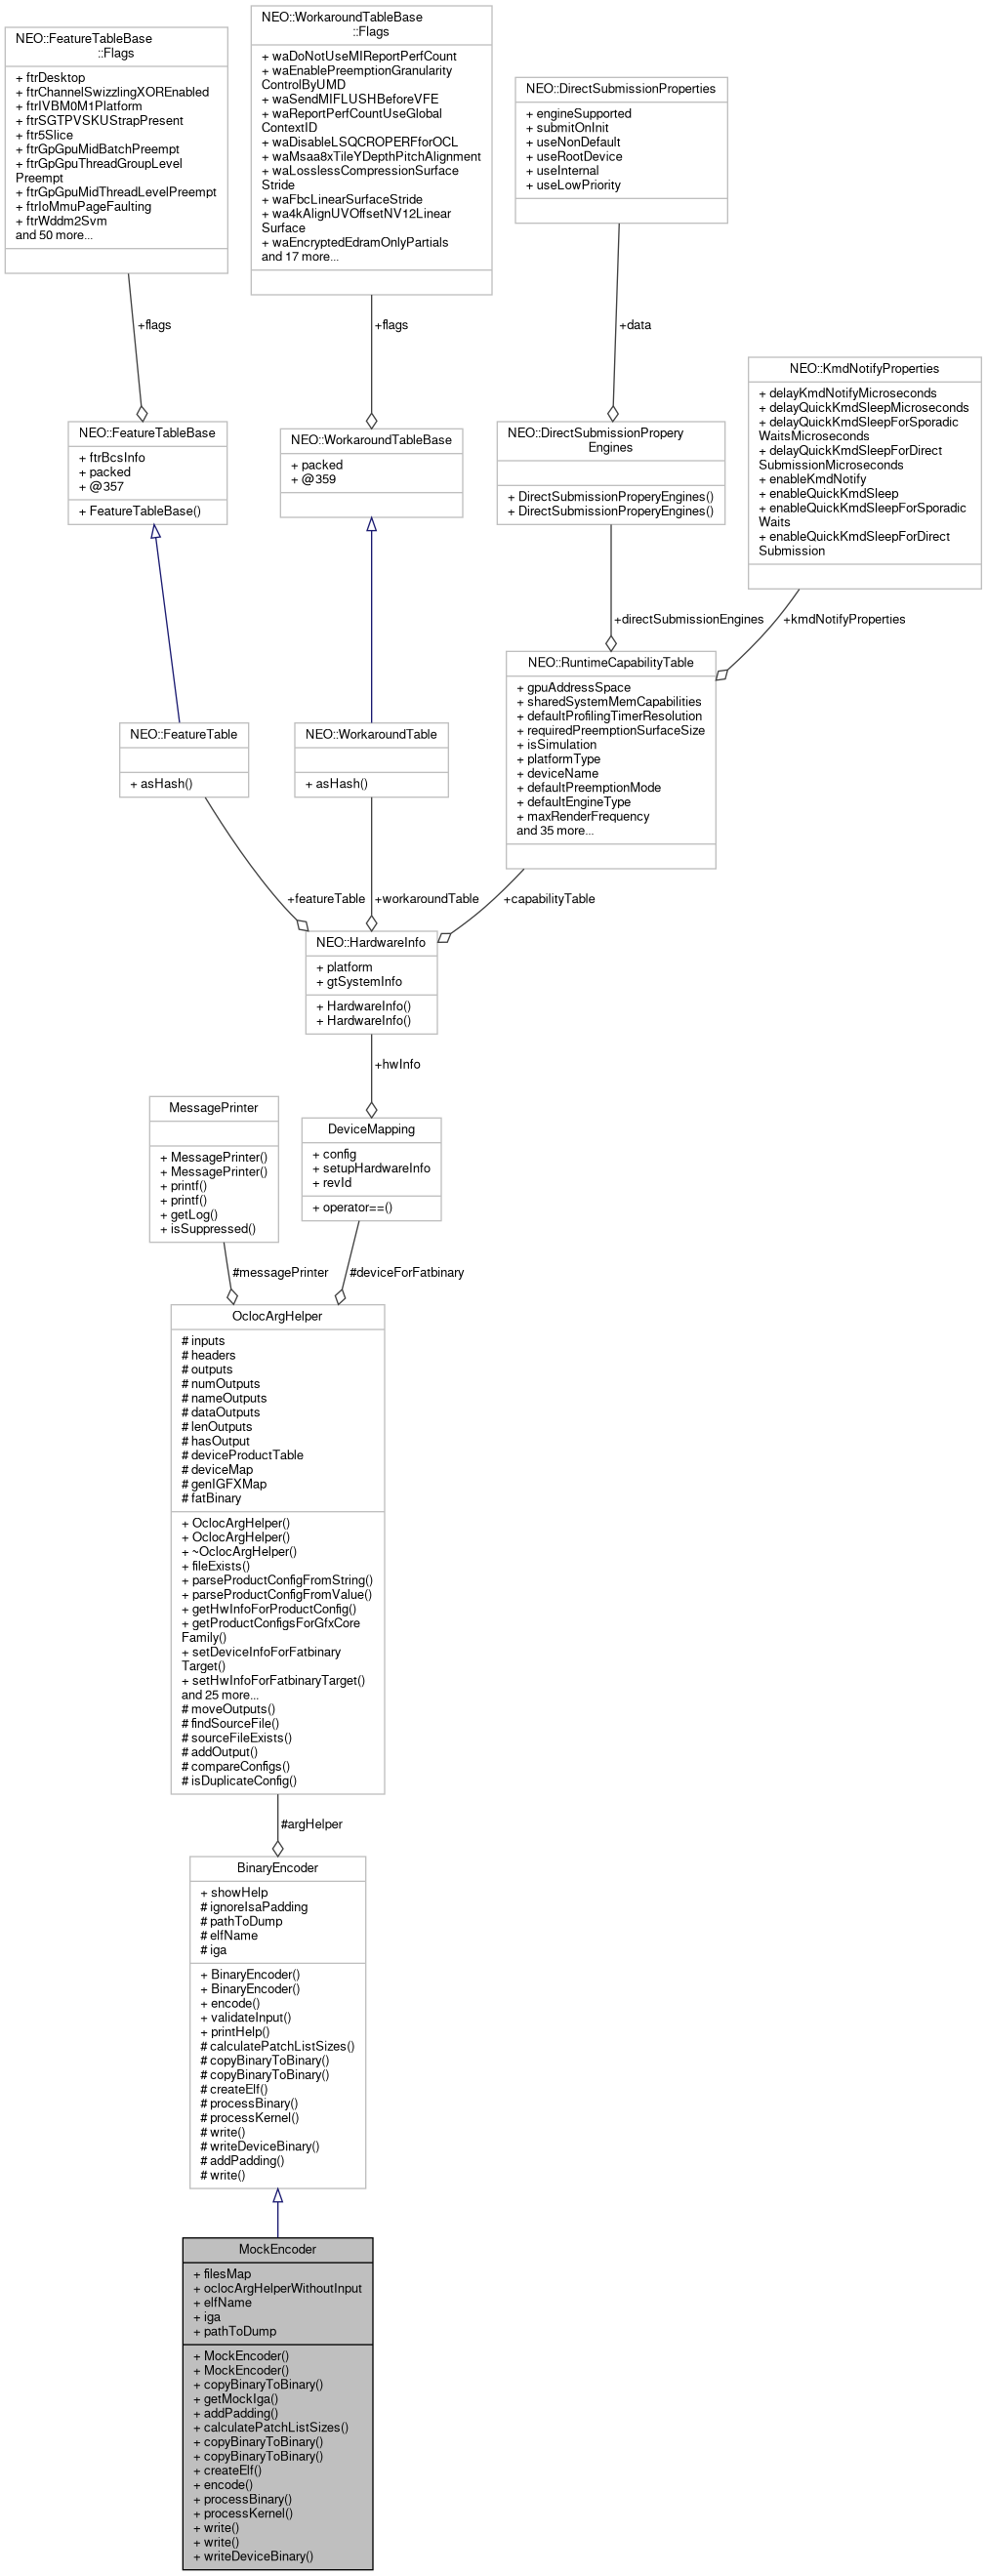 NEO::FeatureTableBase
::Flags
+ ftrDesktop
+ ftrChannelSwizzlingXOREnabled
+ ftrIVBM0M1Platform
+ ftrSGTPVSKUStrapPresent
+ ftr5Slice
+ ftrGpGpuMidBatchPreempt
+ ftrGpGpuThreadGroupLevel
Preempt
+ ftrGpGpuMidThreadLevelPreempt
+ ftrIoMmuPageFaulting
+ ftrWddm2Svm
and 50 more...
NEO::WorkaroundTableBase
::Flags
+ waDoNotUseMIReportPerfCount
+ waEnablePreemptionGranularity
ControlByUMD
+ waSendMIFLUSHBeforeVFE
+ waReportPerfCountUseGlobal
ContextID
+ waDisableLSQCROPERFforOCL
+ waMsaa8xTileYDepthPitchAlignment
+ waLosslessCompressionSurface
Stride
+ waFbcLinearSurfaceStride
+ wa4kAlignUVOffsetNV12Linear
Surface
+ waEncryptedEdramOnlyPartials
and 17 more...
NEO::DirectSubmissionProperties
+ engineSupported
+ submitOnInit
+ useNonDefault
+ useRootDevice
+ useInternal
+ useLowPriority
+flags
+flags
+data
NEO::KmdNotifyProperties
+ delayKmdNotifyMicroseconds
+ delayQuickKmdSleepMicroseconds
+ delayQuickKmdSleepForSporadic
WaitsMicroseconds
+ delayQuickKmdSleepForDirect
SubmissionMicroseconds
+ enableKmdNotify
+ enableQuickKmdSleep
+ enableQuickKmdSleepForSporadic
Waits
+ enableQuickKmdSleepForDirect
Submission
NEO::FeatureTableBase
+ ftrBcsInfo
+ packed
+ @357
+ FeatureTableBase()
NEO::WorkaroundTableBase
+ packed
+ @359
NEO::DirectSubmissionPropery
Engines
+ DirectSubmissionProperyEngines()
+ DirectSubmissionProperyEngines()
+directSubmissionEngines
+kmdNotifyProperties
NEO::FeatureTable
+ asHash()
NEO::WorkaroundTable
+ asHash()
NEO::RuntimeCapabilityTable
+ gpuAddressSpace
+ sharedSystemMemCapabilities
+ defaultProfilingTimerResolution
+ requiredPreemptionSurfaceSize
+ isSimulation
+ platformType
+ deviceName
+ defaultPreemptionMode
+ defaultEngineType
+ maxRenderFrequency
and 35 more...
+featureTable
+workaroundTable
+capabilityTable
NEO::HardwareInfo
+ platform
+ gtSystemInfo
+ HardwareInfo()
+ HardwareInfo()
+hwInfo
MessagePrinter
+ MessagePrinter()
+ MessagePrinter()
+ printf()
+ printf()
+ getLog()
+ isSuppressed()
DeviceMapping
+ config
+ setupHardwareInfo
+ revId
+ operator==()
#messagePrinter
#deviceForFatbinary
OclocArgHelper
# inputs
# headers
# outputs
# numOutputs
# nameOutputs
# dataOutputs
# lenOutputs
# hasOutput
# deviceProductTable
# deviceMap
# genIGFXMap
# fatBinary
+ OclocArgHelper()
+ OclocArgHelper()
+ ~OclocArgHelper()
+ fileExists()
+ parseProductConfigFromString()
+ parseProductConfigFromValue()
+ getHwInfoForProductConfig()
+ getProductConfigsForGfxCore
Family()
+ setDeviceInfoForFatbinary
Target()
+ setHwInfoForFatbinaryTarget()
and 25 more...
# moveOutputs()
# findSourceFile()
# sourceFileExists()
# addOutput()
# compareConfigs()
# isDuplicateConfig()
#argHelper
BinaryEncoder
+ showHelp
# ignoreIsaPadding
# pathToDump
# elfName
# iga
+ BinaryEncoder()
+ BinaryEncoder()
+ encode()
+ validateInput()
+ printHelp()
# calculatePatchListSizes()
# copyBinaryToBinary()
# copyBinaryToBinary()
# createElf()
# processBinary()
# processKernel()
# write()
# writeDeviceBinary()
# addPadding()
# write()
MockEncoder
+ filesMap
+ oclocArgHelperWithoutInput
+ elfName
+ iga
+ pathToDump
+ MockEncoder()
+ MockEncoder()
+ copyBinaryToBinary()
+ getMockIga()
+ addPadding()
+ calculatePatchListSizes()
+ copyBinaryToBinary()
+ copyBinaryToBinary()
+ createElf()
+ encode()
+ processBinary()
+ processKernel()
+ write()
+ write()
+ writeDeviceBinary()